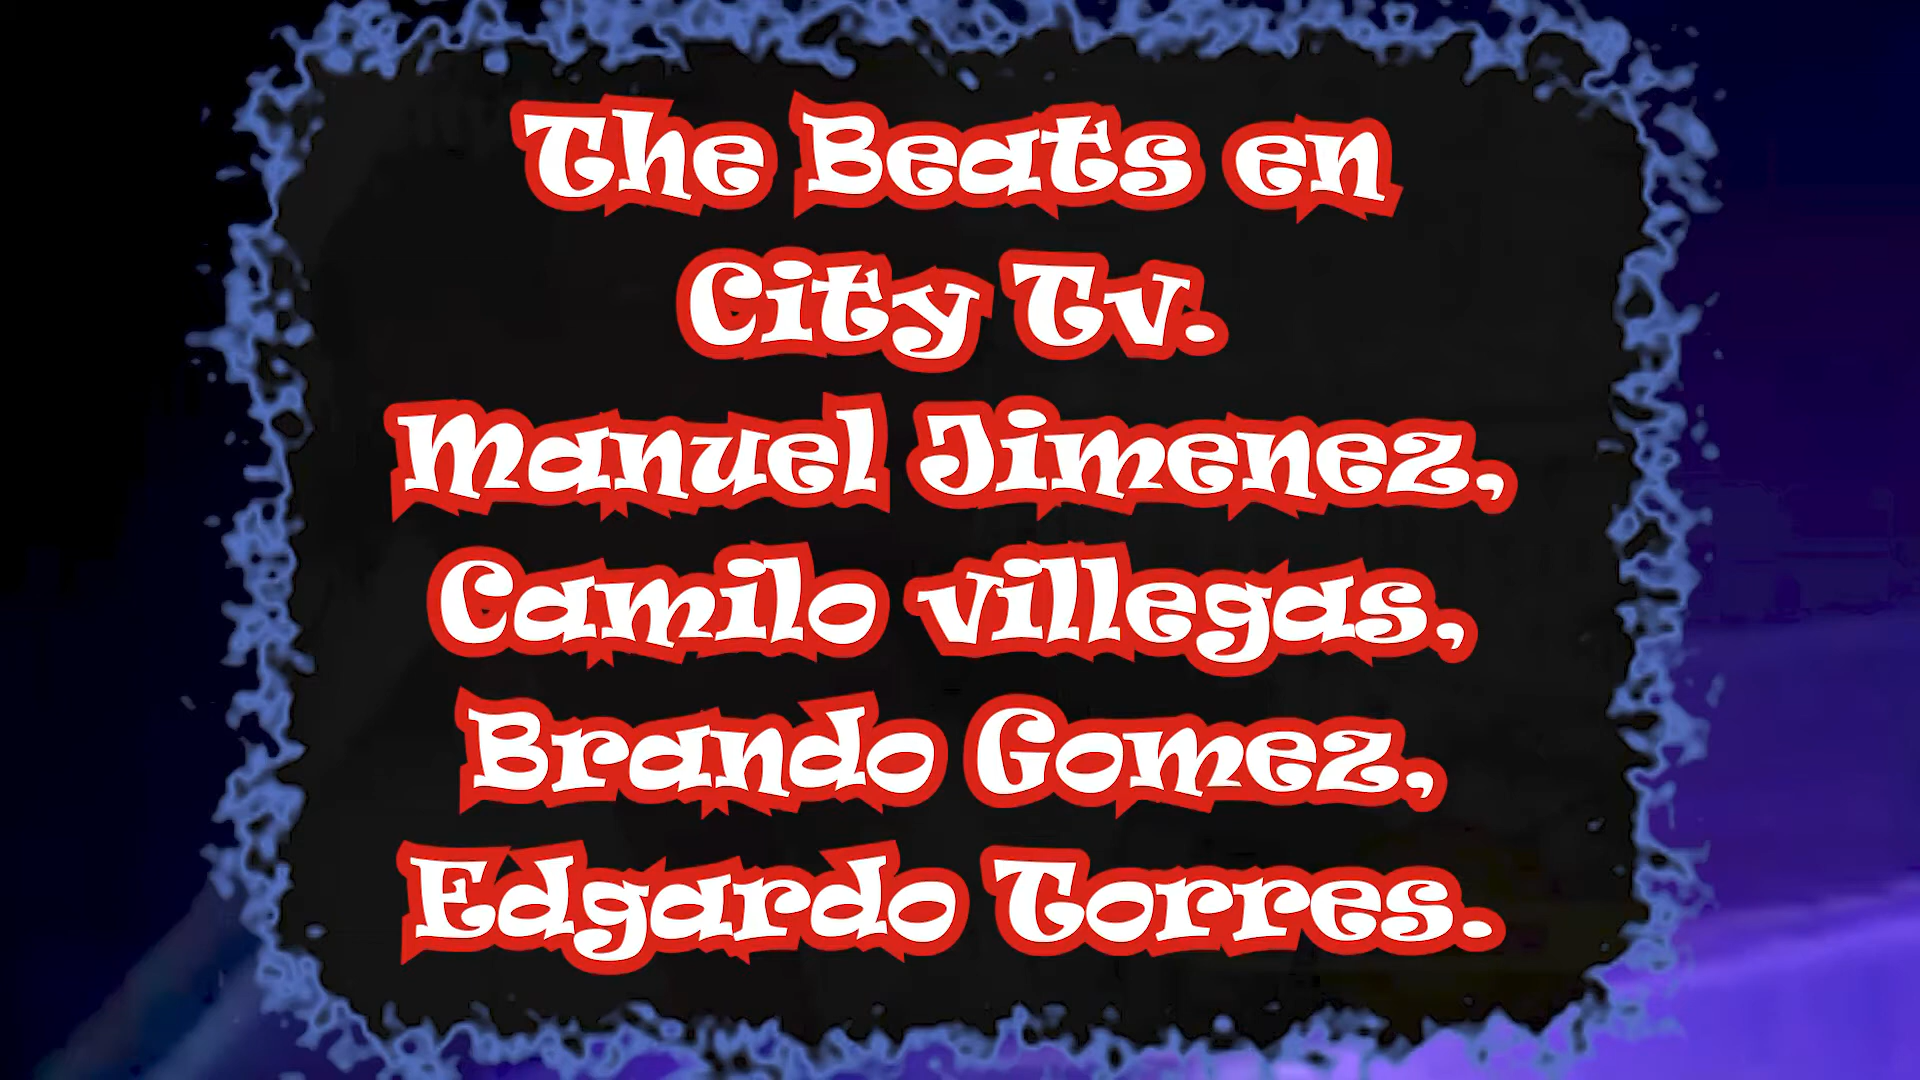 The Beats en
City Tv.
Manuel Jimenez,
Camilo villegas,
Brando Gomez,
Edgardo Torres.